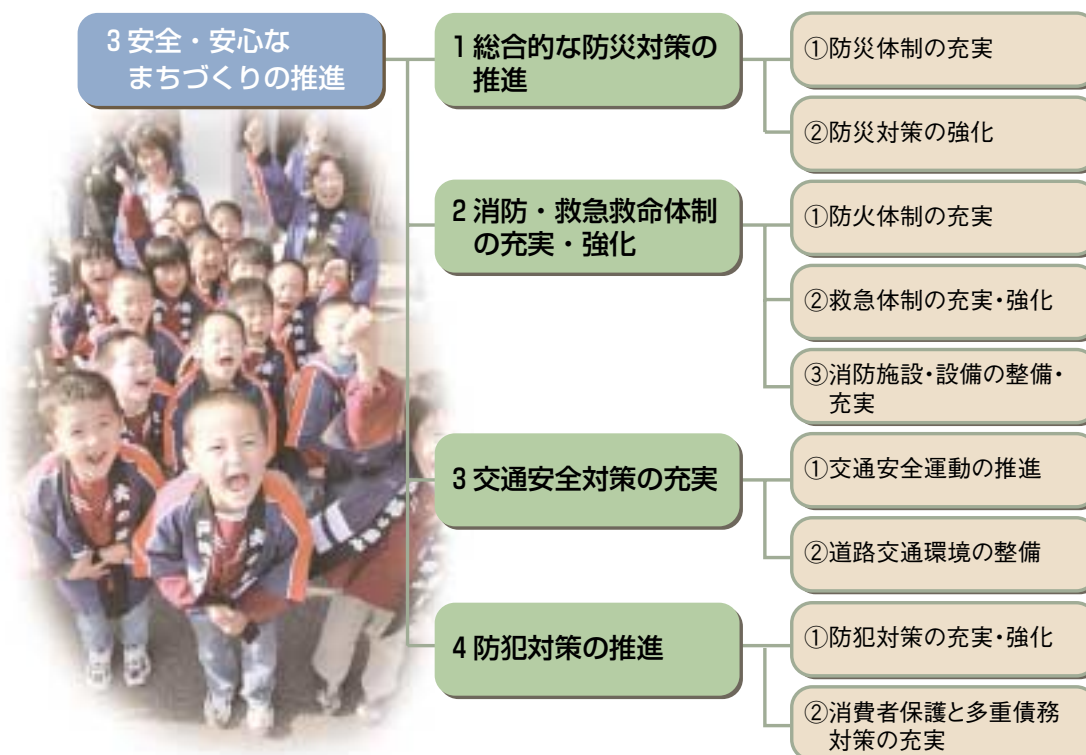 3 安全・安心な
まちづくりの推進
1 総合的な防災対策の
推進
①防災体制の充実
②防災対策の強化
2 消防・救急救命体制
の充実・強化
①防火体制の充実
②救急体制の充実・強化
③消防施設・設備の整備・
充実
3 交通安全対策の充実
①交通安全運動の推進
②道路交通環境の整備
4 防犯対策の推進
①防犯対策の充実・強化
②消費者保護と多重債務
対策の充実